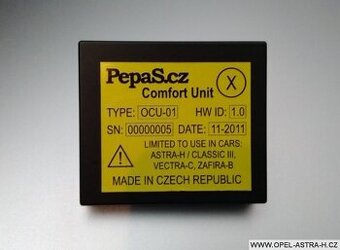 PepaS.cz
Comfort Unit
X
TYPE: OCU-01 HW ID: 1.0
SN: 00000005 DATE: 11-2011
LIMITED TO USE IN CARS:
ASTRA-H / CLASSIC III,
VECTRA-C, ZAFIRA-B
!
MADE IN CZECH REPUBLIC
WWW.OPEL-ASTRA-H.CZ